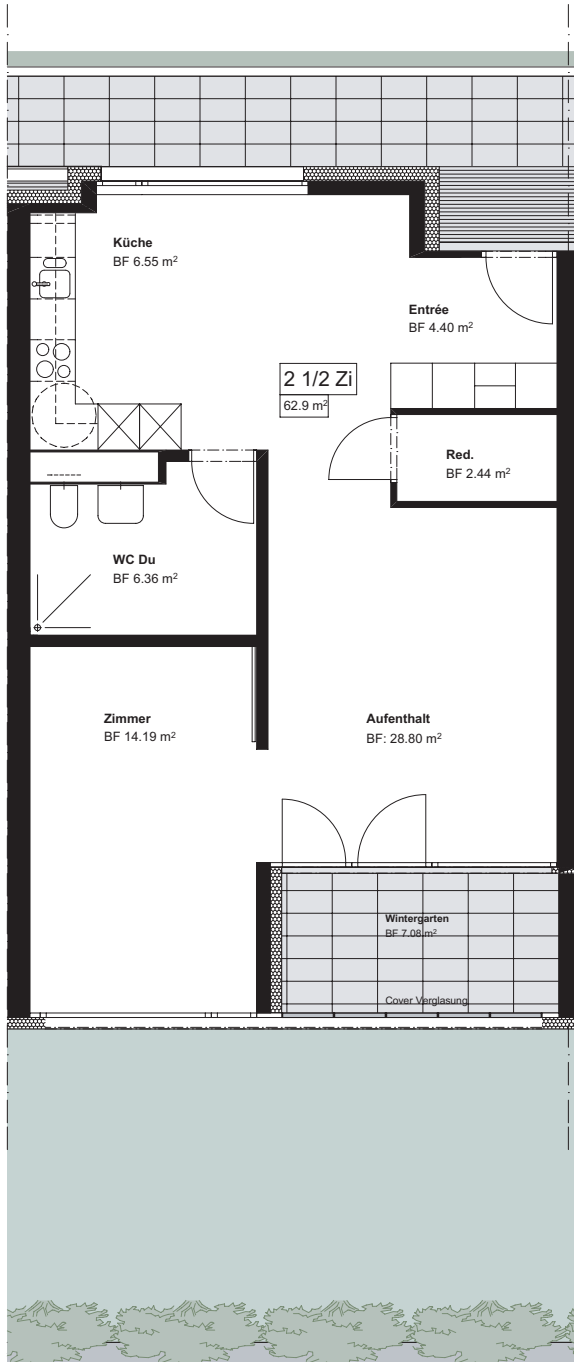 Küche
BF 6.55 m²
Entrée
BF 4.40 m²
2 1/2 Zi
62.9 m²
Red.
BF 2.44 m²
WC Du
BF 6.36 m²
Zimmer
BF 14.19 m²
Aufenthalt
BF: 28.80 m²
Wintergarten
BF 7.08 m²
Cover Verglasung